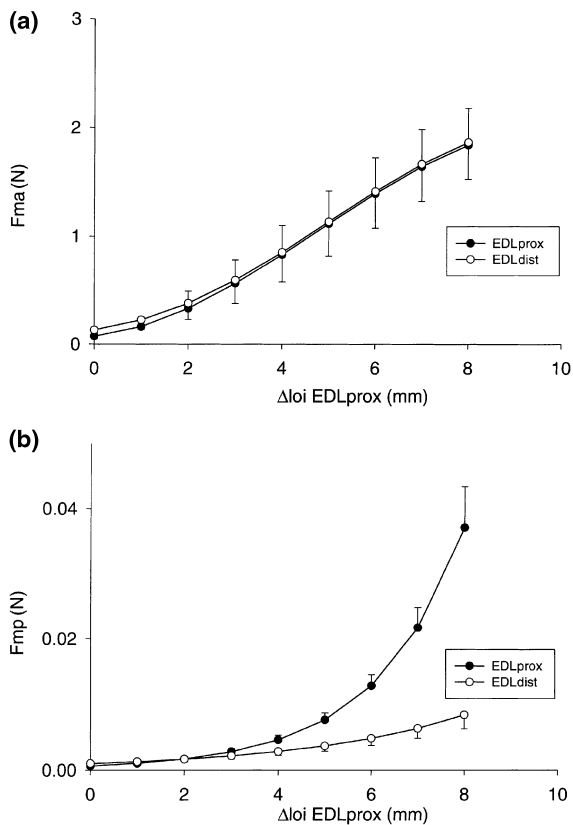 (a)
3
2
1
0
Fma (N)
EDLprox
EDLdist
0 2 4 6 8 10
Δloi EDLprox (mm)
(b)
0.04
0.02
0.00
Fmp (N)
EDLprox
EDLdist
0 2 4 6 8 10
Δloi EDLprox (mm)